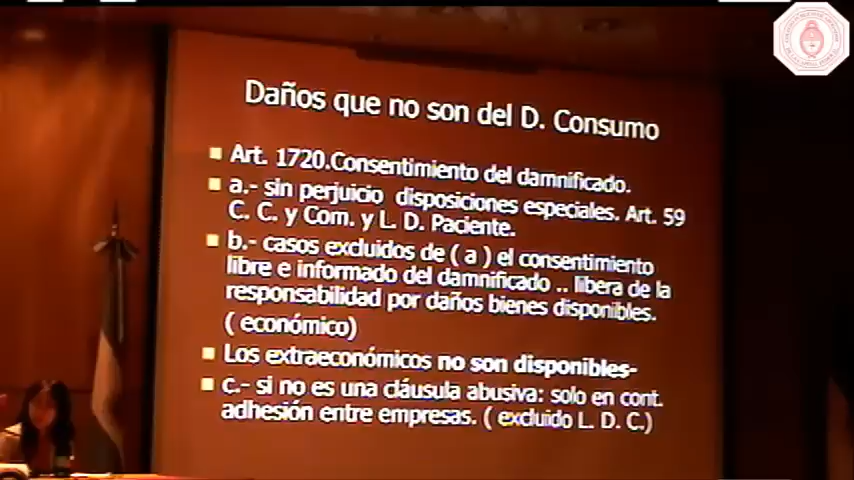 Daños que no son del D. Consumo
Art. 1720.Consentimiento del damnificado.
a.- sin perjuicio disposiciones especiales. Art. 59
C. C. y Com. y L. D. Paciente.
b.- casos excluidos de ( a ) el consentimiento
libre e informado del damnificado .. libera de la
responsabilidad por daños bienes disponibles.
( económico)
Los extraeconómicos no son disponibles-
c.- si no es una cláusula abusiva: solo en cont.
adhesión entre empresas. ( excluido L. D. C.)